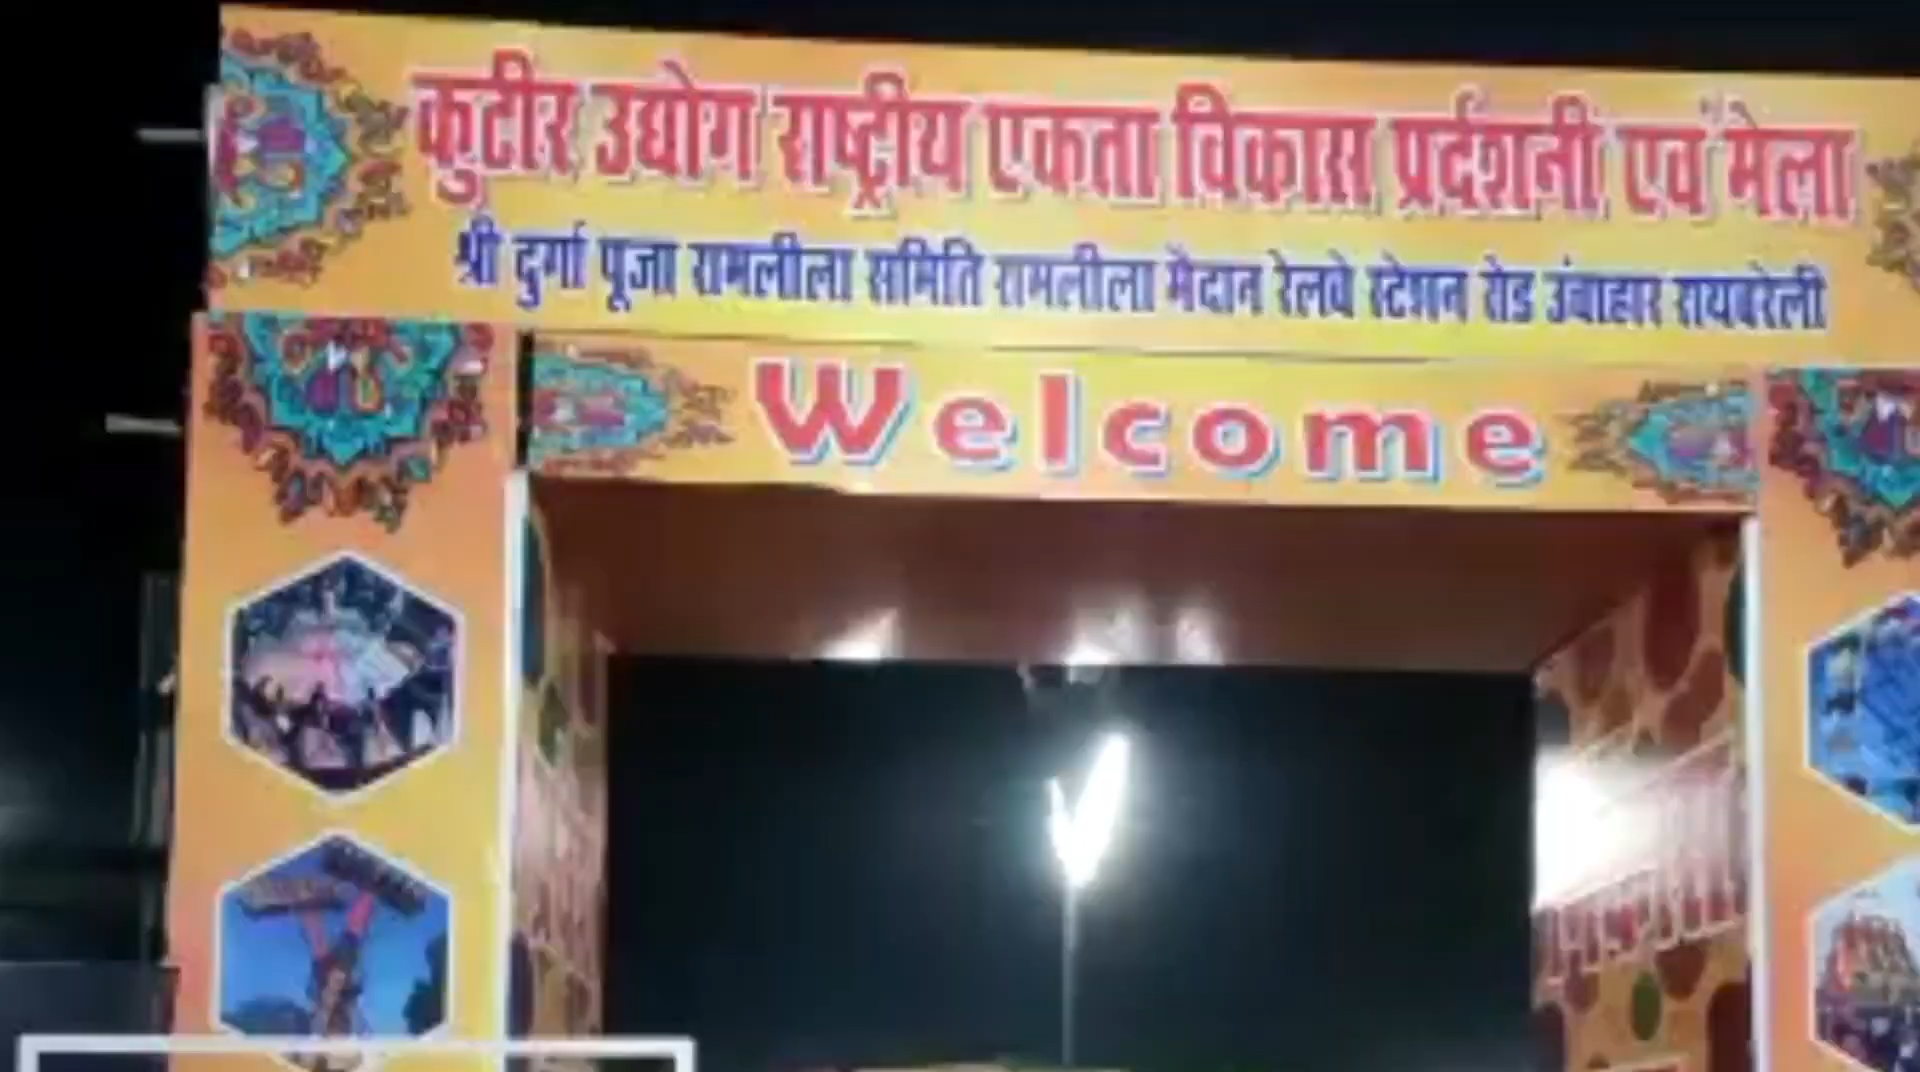 कुटीर उद्योग राष्ट्रीय एकता विकास प्रर्दशनी एवं मेला
श्री दुर्गा पूजा रामलीला समिति रामलीला मैदान रेलवे स्टेशन रोड उंचाहार रायबरेली
Welcome